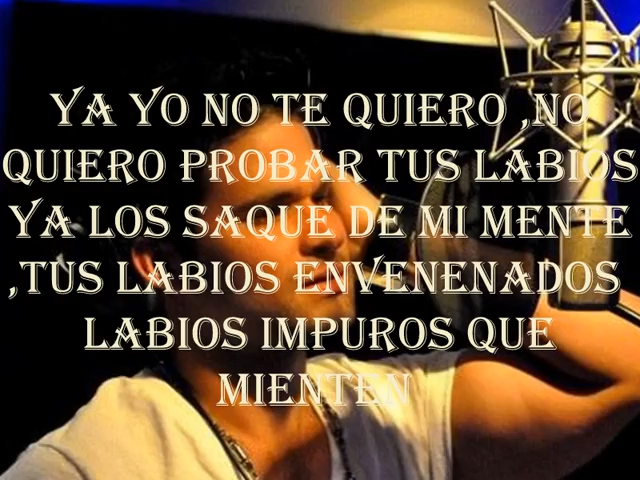 YA YO NO TE QUIERO ,NO
QUIERO PROBAR TUS LABIOS
YA LOS SAQUE DE MI MENTE
,TUS LABIOS ENVENENADOS
LABIOS IMPUROS QUE
MIENTEN